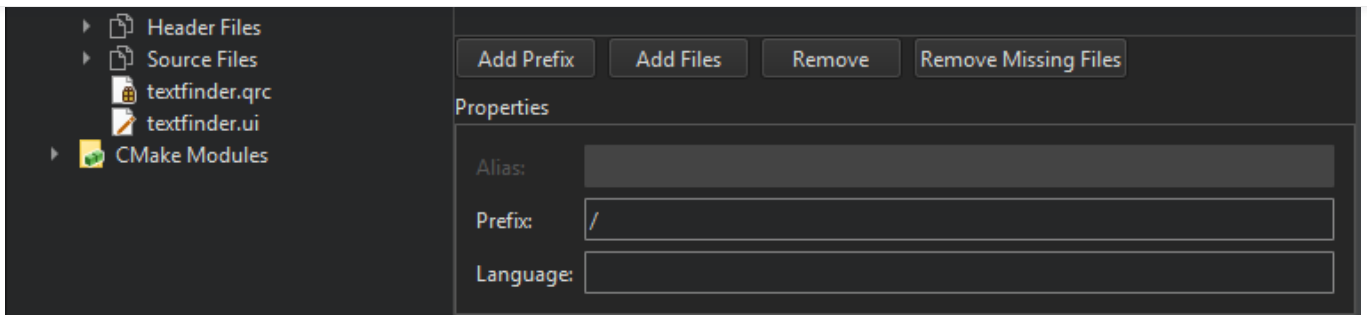 Header Files
Source Files
textfinder.qrc
textfinder.ui
CMake Modules
Add Prefix Add Files Remove Remove Missing Files
Properties
Alias:
Prefix: /
Language: